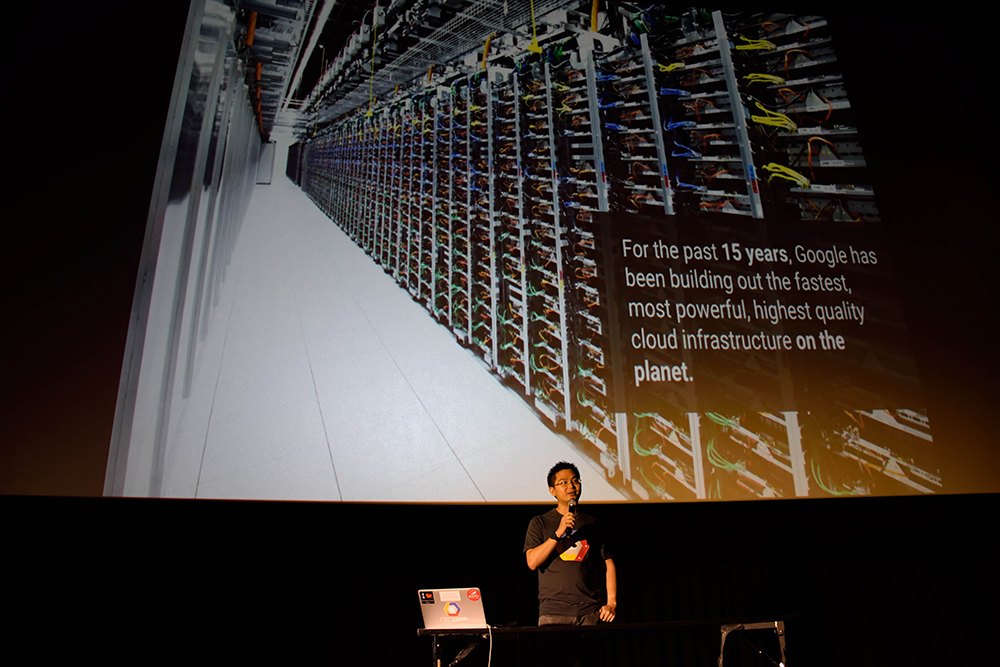 For the past 15 years, Google has
been building out the fastest,
most powerful, highest quality
cloud infrastructure on the
planet.